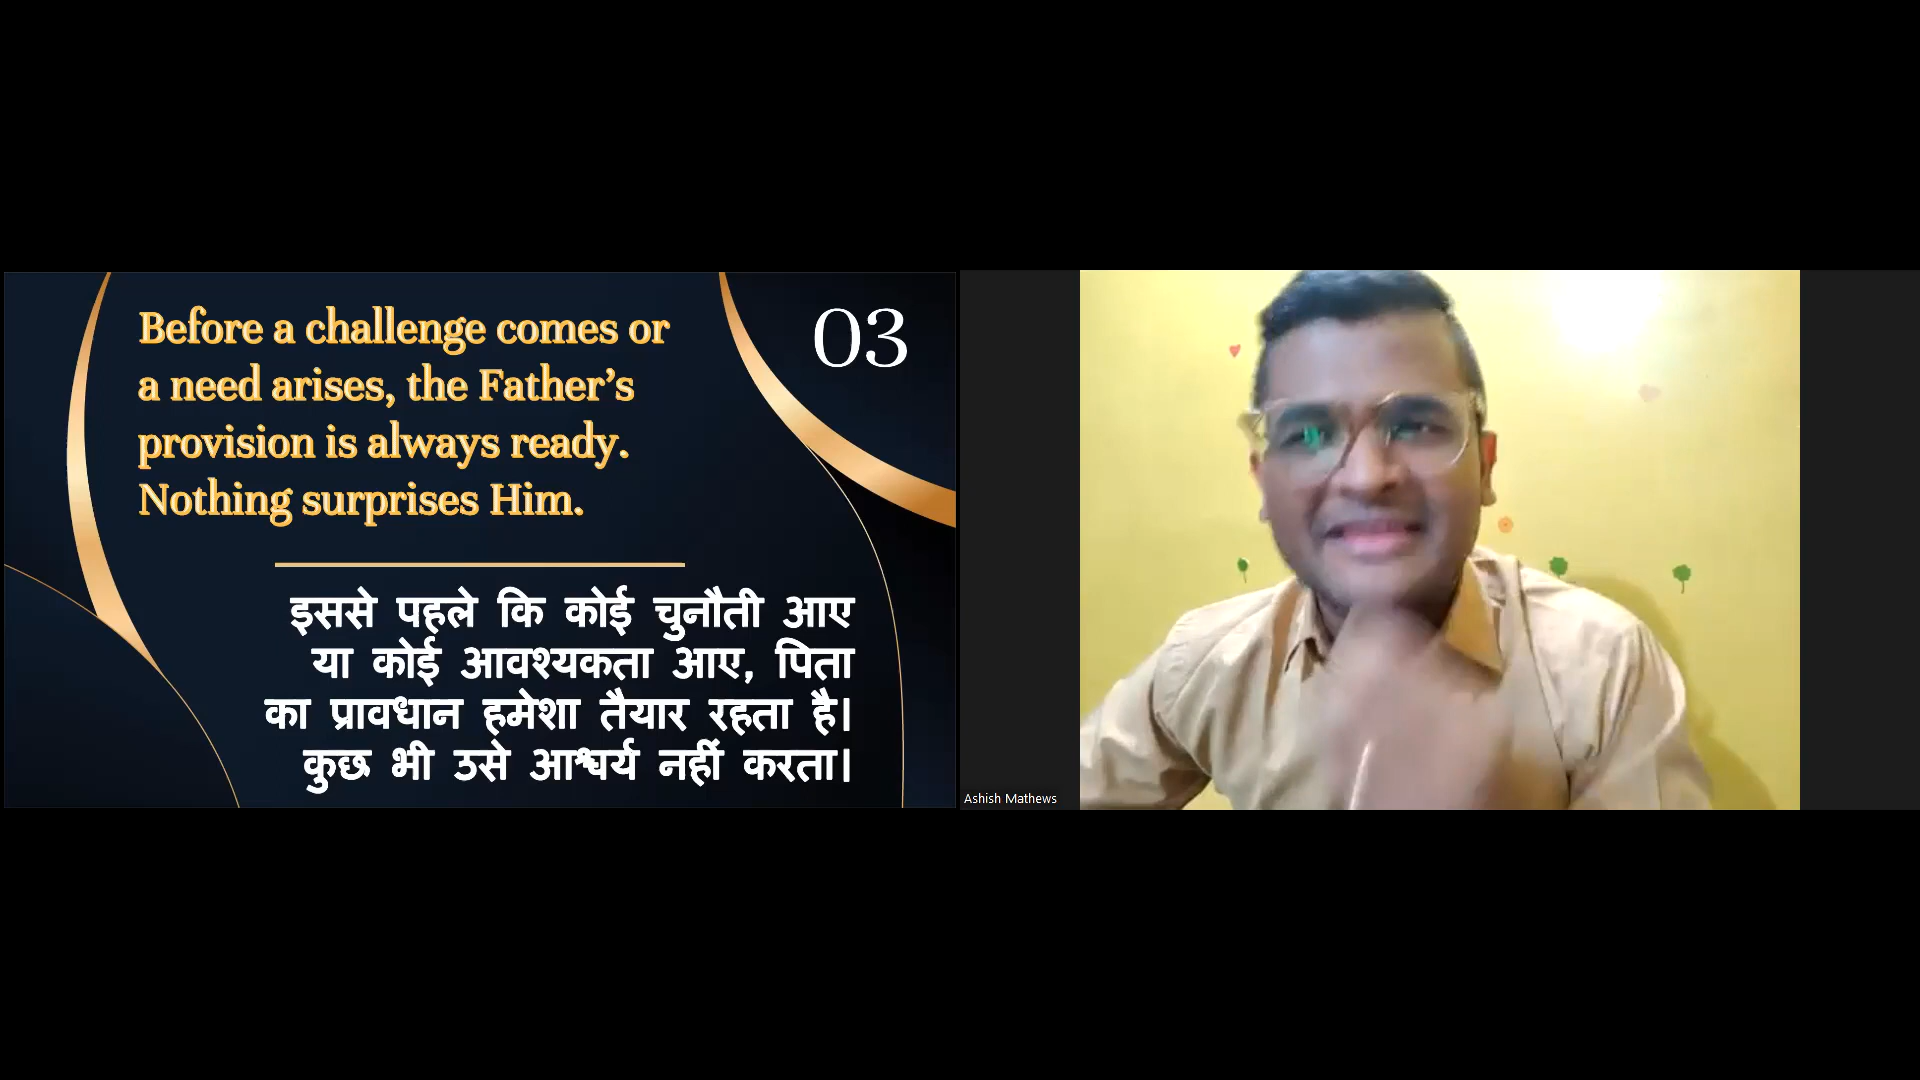 Before a challenge comes or
a need arises, the Father’s
provision is always ready.
Nothing surprises Him.
03
इससे पहले कि कोई चुनौती आए
या कोई आवश्यकता आए, पिता
का प्रावधान हमेशा तैयार रहता है।
कुछ भी उसे आश्चर्य नहीं करता।
Ashish Mathews